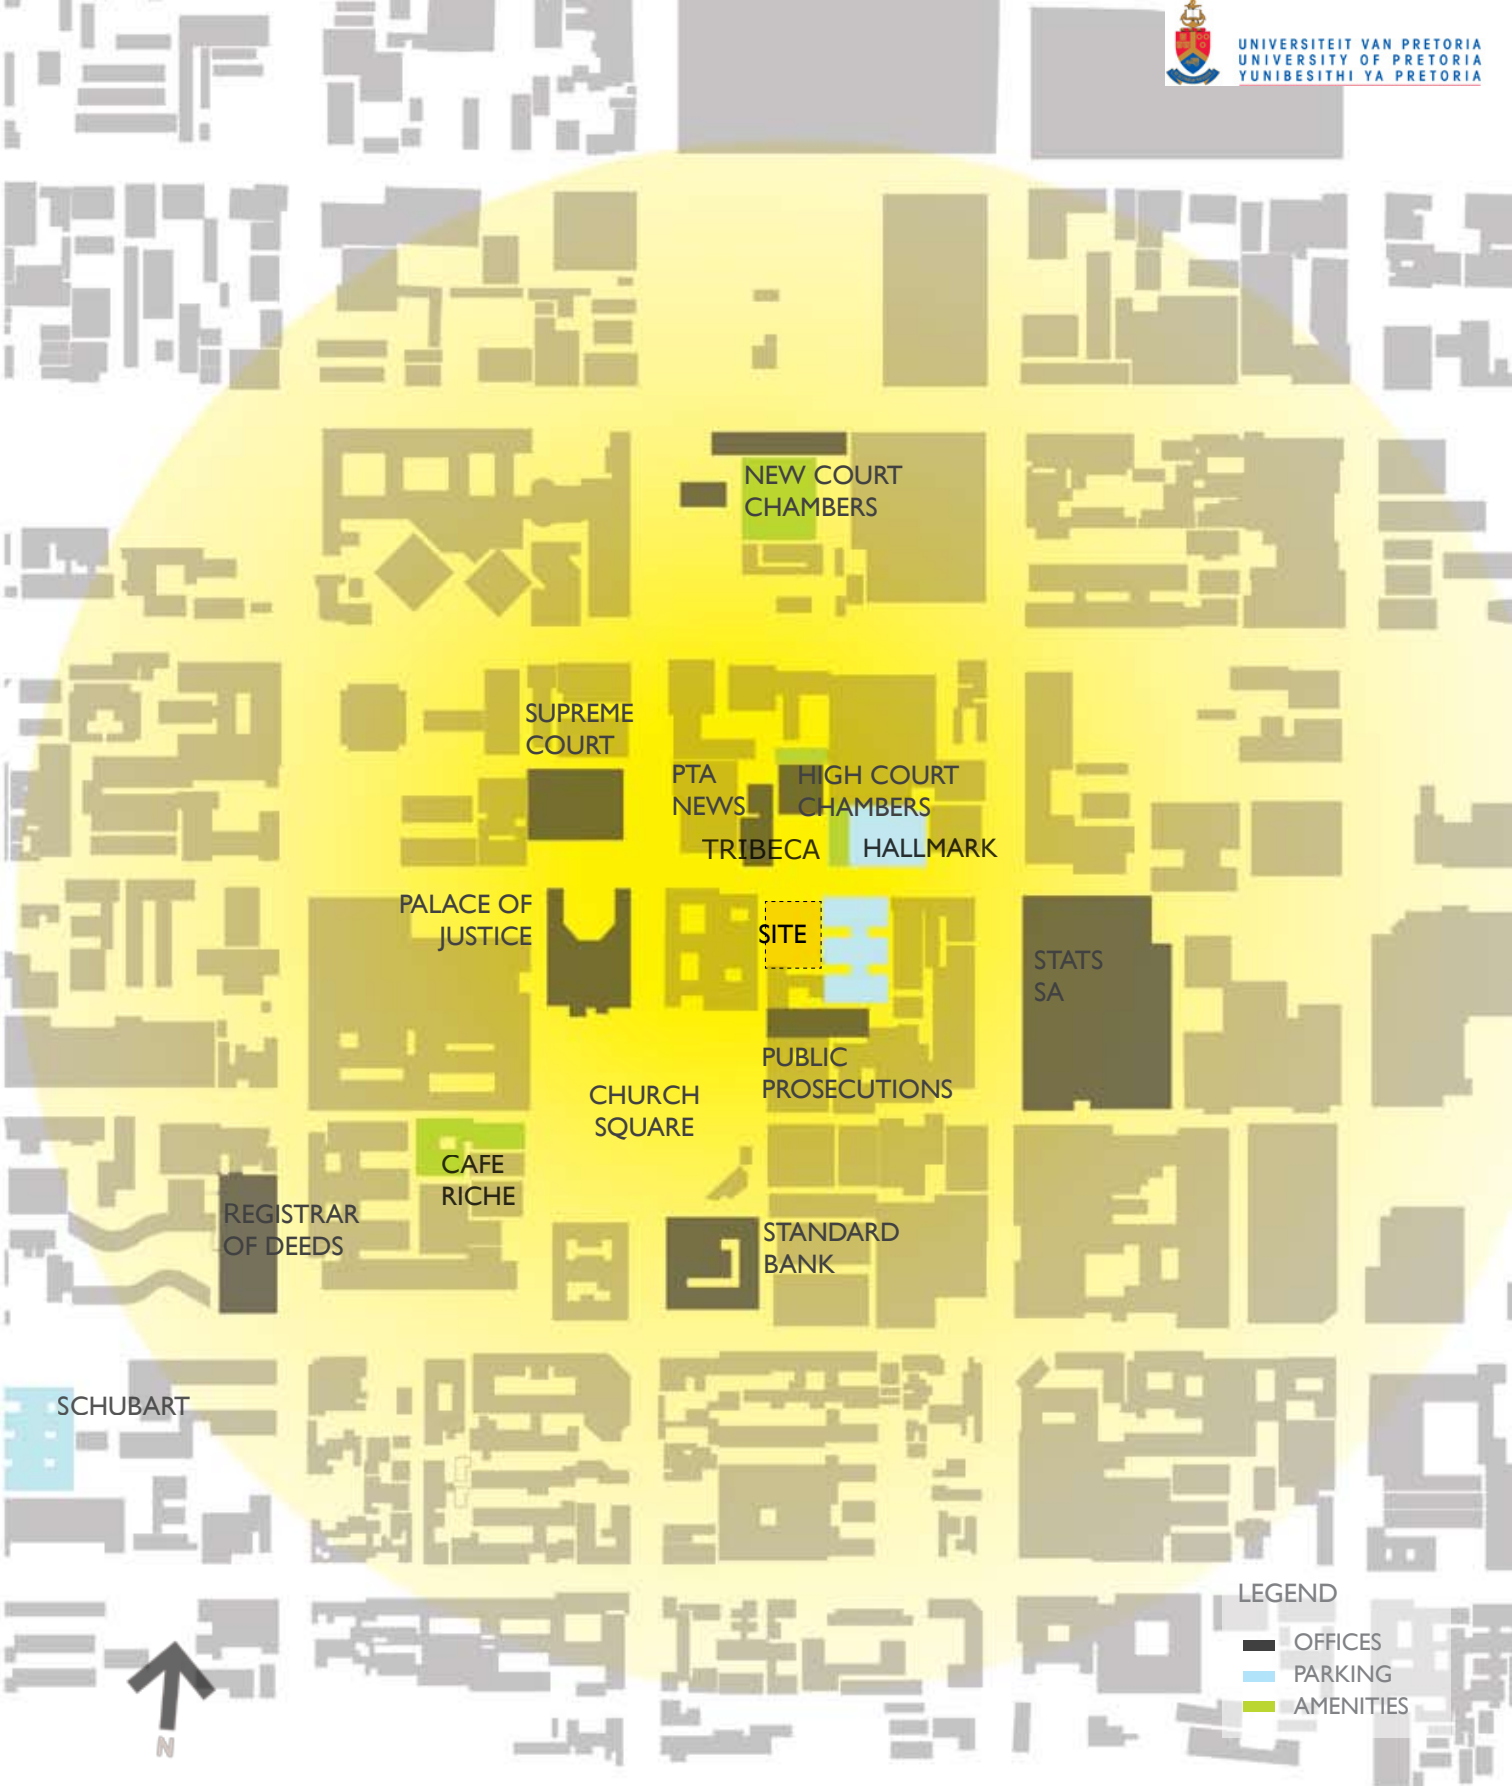 UNIVERSITEIT VAN PRETORIA
UNIVERSITY OF PRETORIA
YUNIBESITHI YA PRETORIA
NEW COURT
CHAMBERS
SUPREME
COURT
PTA
NEWS
HIGH COURT
CHAMBERS
TRIBECA
HALLMARK
PALACE OF
JUSTICE
SITE
STATS
SA
PUBLIC
PROSECUTIONS
CHURCH
SQUARE
CAFE
RICHE
REGISTRAR
OF DEEDS
STANDARD
BANK
SCHUBART
LEGEND
OFFICES
PARKING
AMENITIES
N